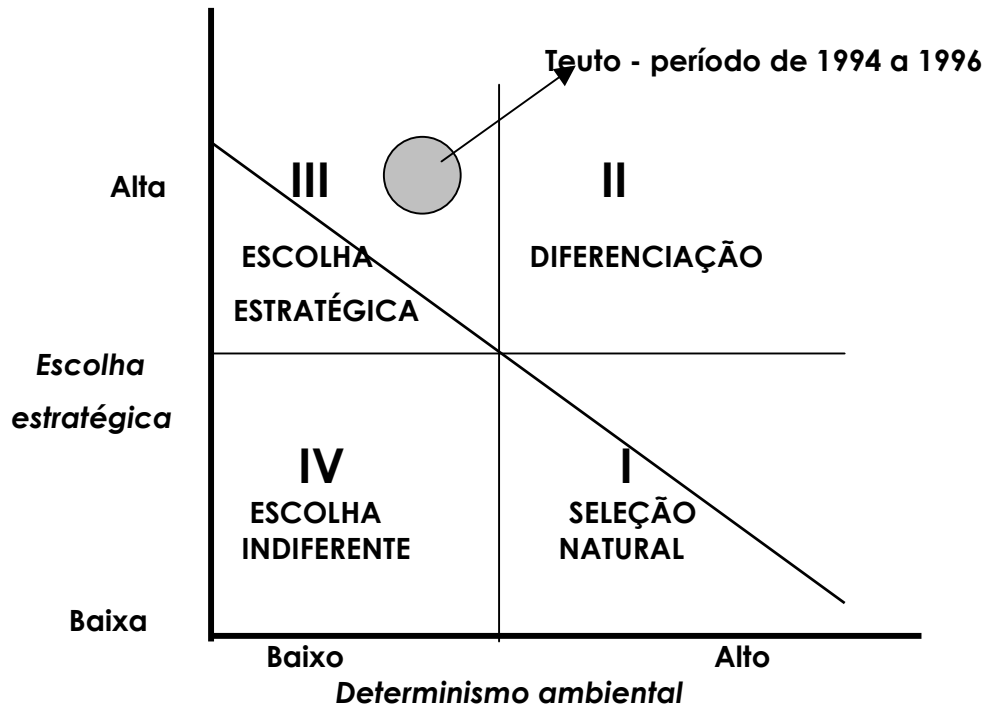 Teuto - período de 1994 a 1996
Alta
III
II
ESCOLHA
ESTRATÉGICA
DIFERENCIAÇÃO
Escolha
estratégica
IV
ESCOLHA
INDIFERENTE
I
SELEÇÃO
NATURAL
Baixa
Baixo
Alto
Determinismo ambiental